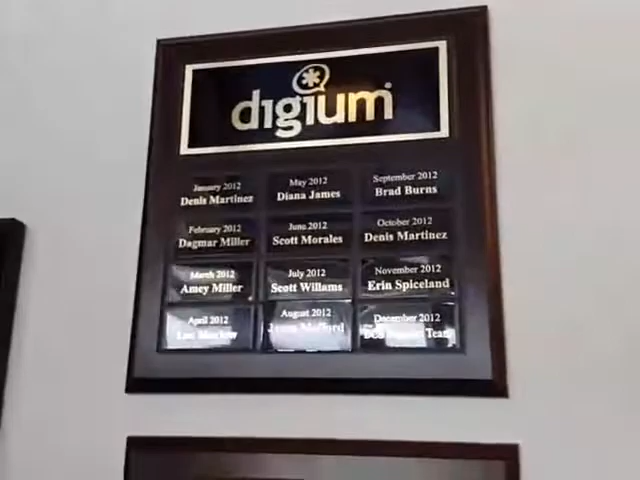 digium
January 2012
Denis Martinez
February 2012
Dagmar Miller
March 2012
Amey Miller
April 2012
May 2012
Diana James
June 2012
Scott Morales
July 2012
Scott Willams
August 2012
September 2012
Brad Burns
October 2012
Denis Martinez
November 2012
Erin Spiceland
December 2012
Team